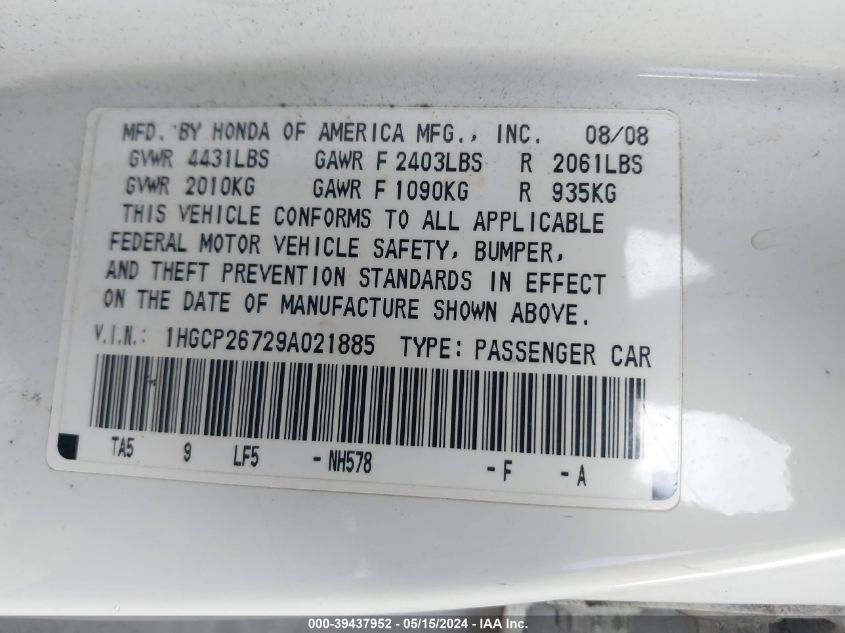 MFD. BY HONDA OF AMERICA MFG., INC. 08/08
GVWR 4431LBS GAWR F 2403LBS R 2061LBS
GVWR 2010KG GAWR F 1090KG R 935KG
THIS VEHICLE CONFORMS TO ALL APPLICABLE
FEDERAL MOTOR VEHICLE SAFETY, BUMPER,
AND THEFT PREVENTION STANDARDS IN EFFECT
ON THE DATE OF MANUFACTURE SHOWN ABOVE.
V.I.N.: 1HGCP26729A021885 TYPE: PASSENGER CAR
TA5 9 LF5 -NH578 -F -A
000-39437952 - 05/15/2024 - IAA Inc.